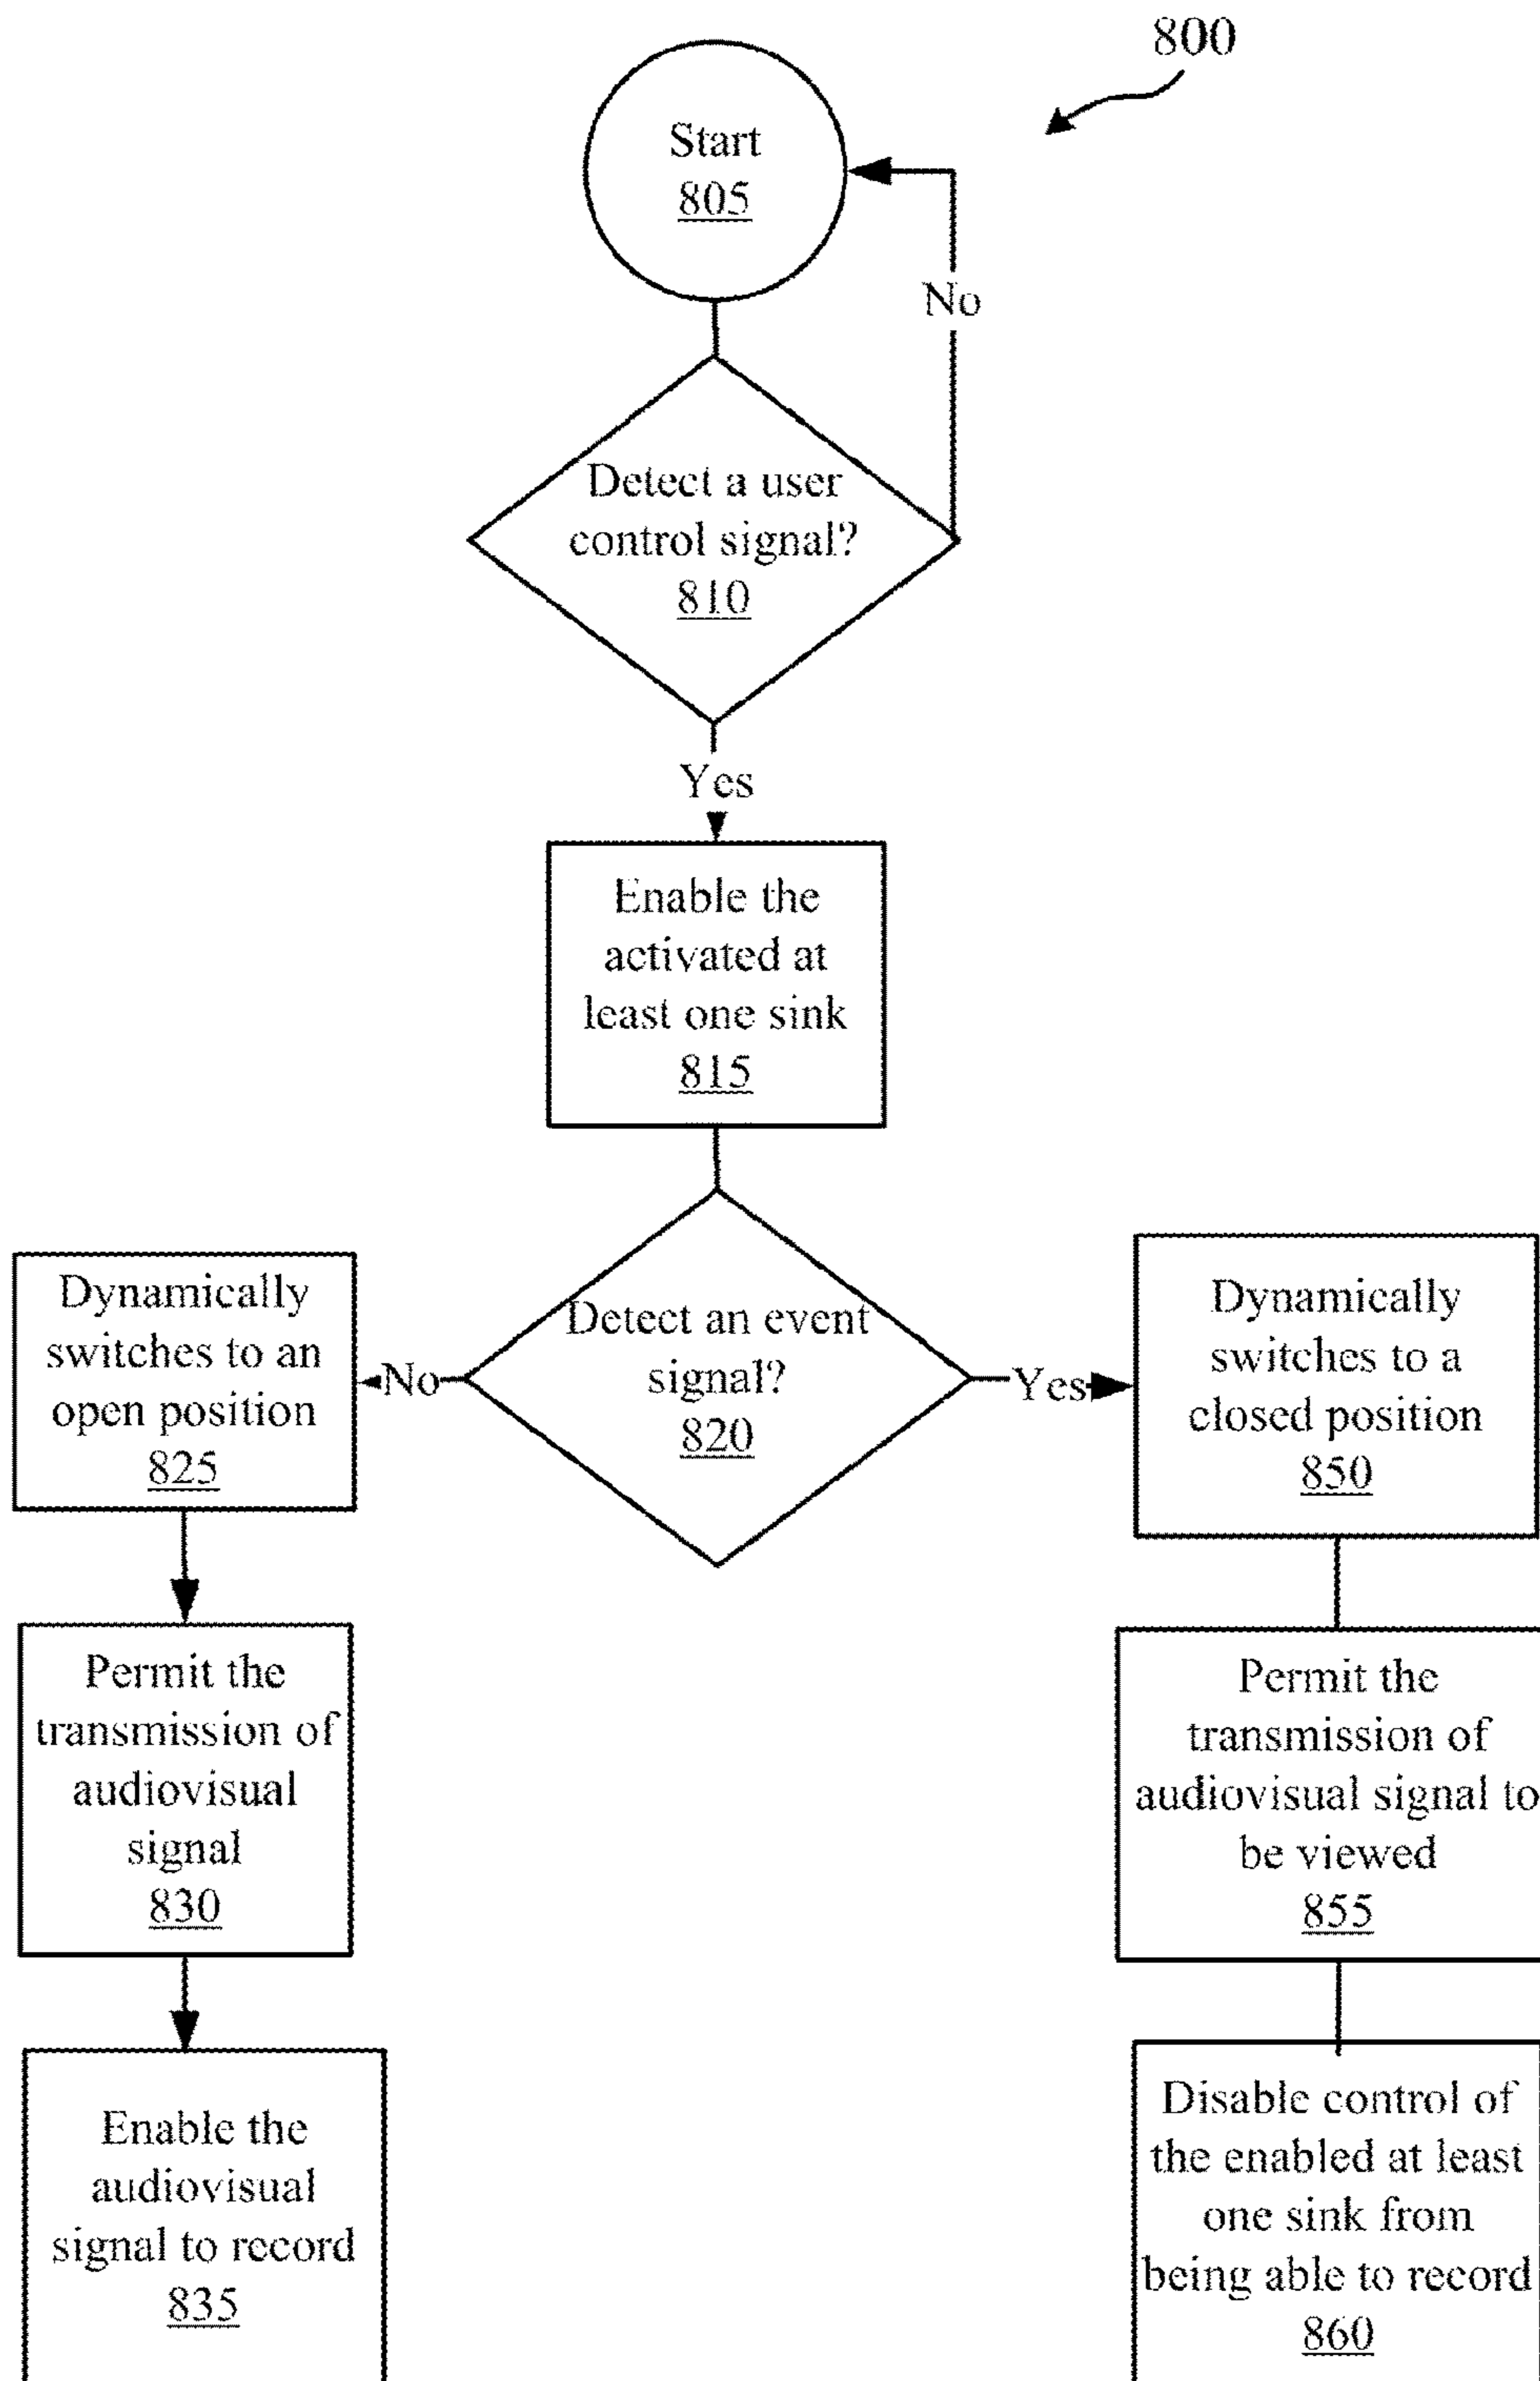 800
Start
805
No
Detect a user
control signal?
810
Yes
Enable the
activated at
least one sink
815
Detect an event
signal?
820
No
Yes
Dynamically
switches to an
open position
825
Permit the
transmission of
audiovisual
signal
830
Enable the
audiovisual
signal to record
835
Dynamically
switches to a
closed position
850
Permit the
transmission of
audiovisual signal to
be viewed
855
Disable control of
the enabled at least
one sink from
being able to record
860